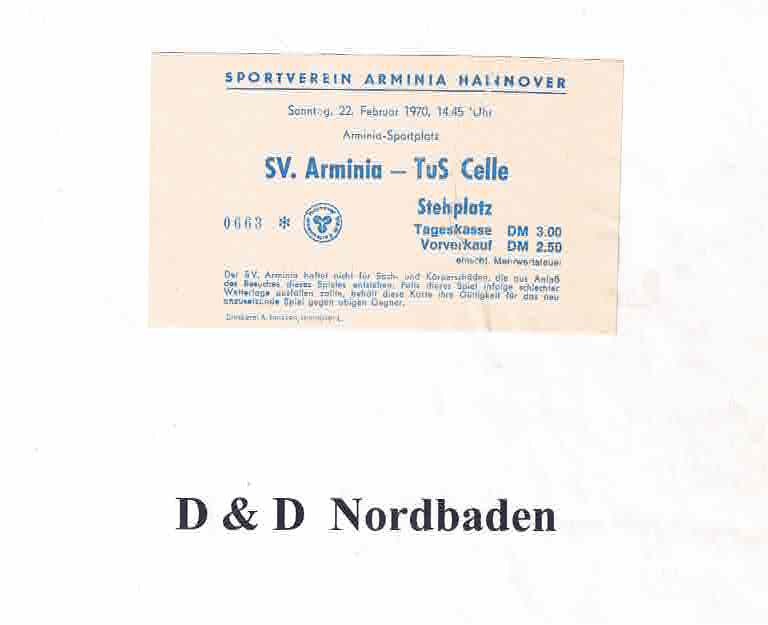 SPORTVEREIN ARMINIA HANNOVER
Sonntag, 22. Februar 1970, 14.45 Uhr
Arminia-Sportplatz
SV. Arminia — TuS Celle
Stehplatz
0663 *
Tageskasse DM 3.00
Vorverkauf DM 2.50
einschl. Mehrwertsteuer
Der SV. Arminia haftet nicht für Sach- und Körperschäden, die aus Anlaß
des Besuches dieses Spieles entstehen. Falls dieses Spiel infolge schlechter
Wetterlage ausfallen sollte, behält diese Karte ihre Gültigkeit für das neu
anzusetzende Spiel gegen obigen Gegner.
Druckerei A. Janssen,
D & D Nordbaden